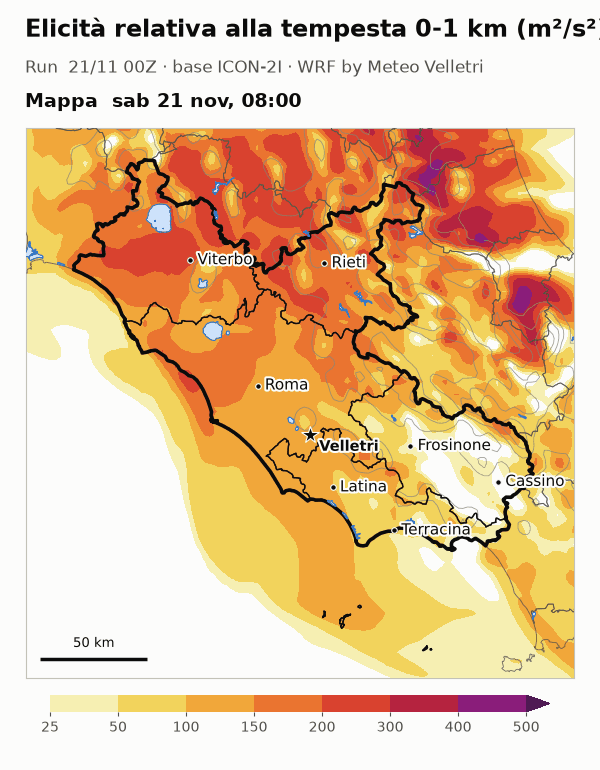 Elicità relativa alla tempesta 0-1 km (m²/s²)
Run 21/11 00Z · base ICON-2I · WRF by Meteo Velletri
Mappa sab 21 nov, 08:00
Viterbo
Rieti
Roma
Velletri
Frosinone
Cassino
Latina
Terracina
50 km
25 50 100 150 200 300 400 500